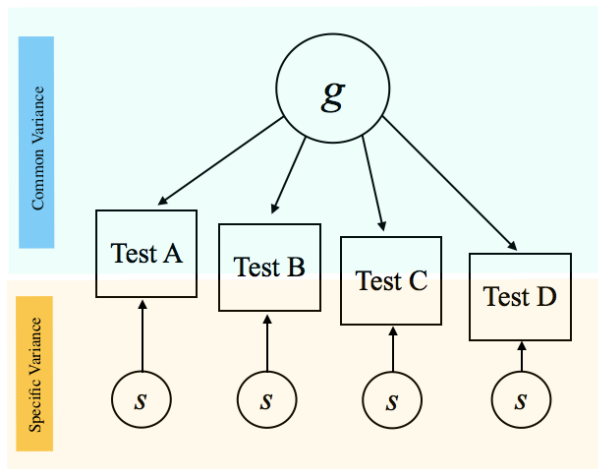 Common Variance
g
Test A
Test B
Test C
Test D
Specific Variance
s
s
s
s